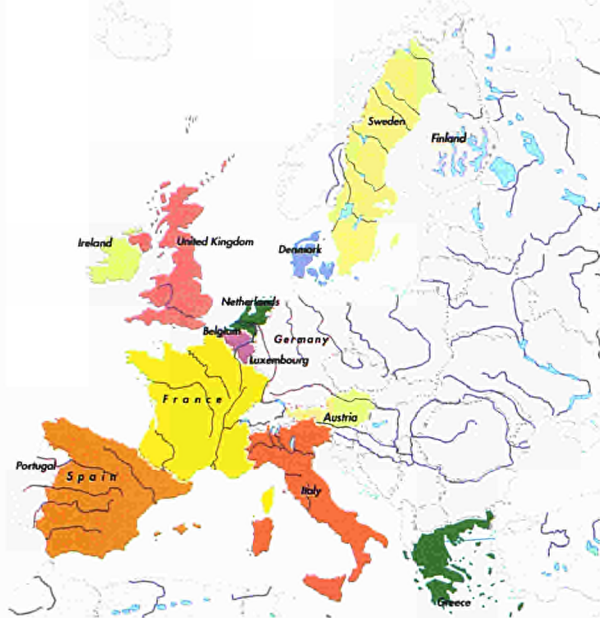 Sweden
Finland
Ireland
United Kingdom
Denmark
Netherlands
Belgium
Germany
Luxembourg
France
Austria
Portugal
Spain
Italy
Greece